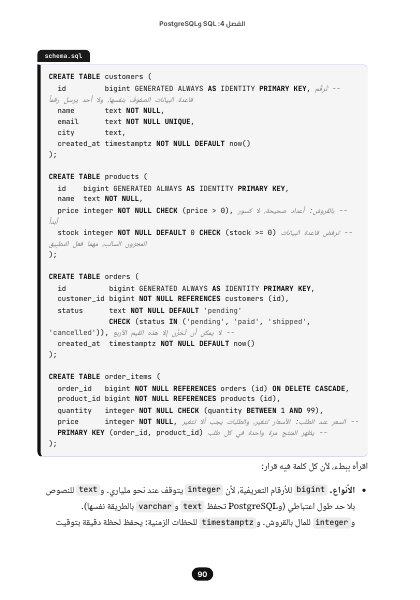 الفصل 4: SQL وPostgreSQL
schema.sql
CREATE TABLE customers (
id bigint GENERATED ALWAYS AS IDENTITY PRIMARY KEY, -- تُرقِّم
قاعدة البيانات الصفوف بنفسها، ولا أحد يرسل رقماً
name text NOT NULL,
email text NOT NULL UNIQUE,
city text,
created_at timestamptz NOT NULL DEFAULT now()
);
CREATE TABLE products (
id bigint GENERATED ALWAYS AS IDENTITY PRIMARY KEY,
name text NOT NULL,
price integer NOT NULL CHECK (price > 0), -- بالقروش: أعداد صحيحة، لا كسور
أبداً
stock integer NOT NULL DEFAULT 0 CHECK (stock >= 0) -- ترفض قاعدة البيانات
المخزون السالب، مهما فعل التطبيق
);
CREATE TABLE orders (
id bigint GENERATED ALWAYS AS IDENTITY PRIMARY KEY,
customer_id bigint NOT NULL REFERENCES customers (id),
status text NOT NULL DEFAULT 'pending'
CHECK (status IN ('pending', 'paid', 'shipped',
'cancelled')), -- لا يمكن أن تُخزَّن إلا هذه القيم الأربع
created_at timestamptz NOT NULL DEFAULT now()
);
CREATE TABLE order_items (
order_id bigint NOT NULL REFERENCES orders (id) ON DELETE CASCADE,
product_id bigint NOT NULL REFERENCES products (id),
quantity integer NOT NULL CHECK (quantity BETWEEN 1 AND 99),
price integer NOT NULL, -- السعر عند الطلب: الأسعار تتغير، والطلبات يجب ألا تتغير
PRIMARY KEY (order_id, product_id) -- يظهر المنتج مرة واحدة في كل طلب
);
اقرأه ببطء، لأن كل كلمة فيه قرار:
• الأنواع. bigint للأرقام التعريفية، لأن integer يتوقف عند نحو ملياري. و text للنصوص
بلا حد طول اعتباطي (وPostgreSQL تحفظ text و varchar بالطريقة نفسها).
و integer للمال بالقروش. و timestamptz للحظات الزمنية: يحفظ لحظة دقيقة بتوقيت
90